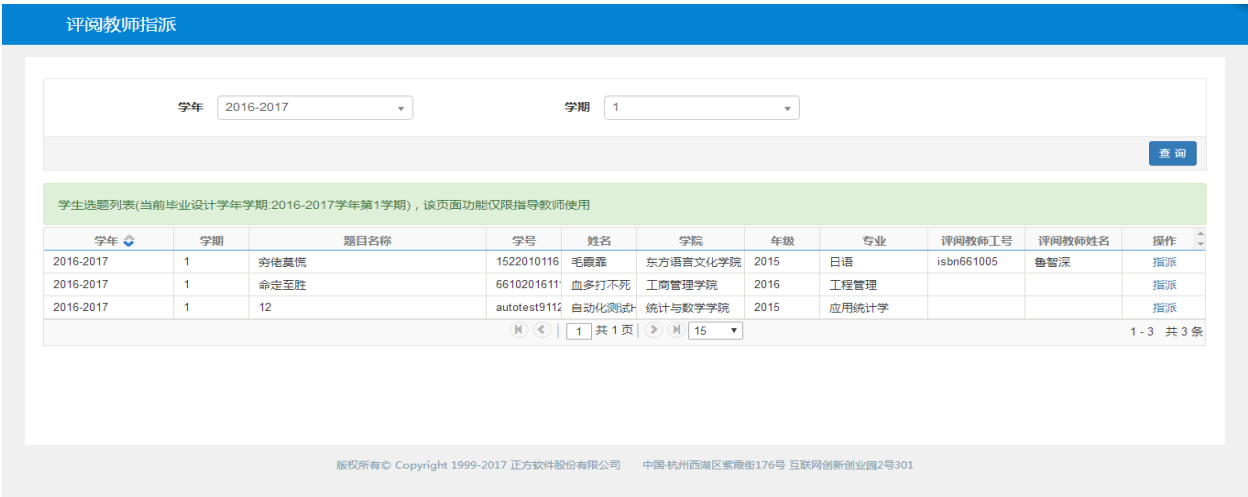 评阅教师指派
学年 2016-2017 学期 1
查 询
学生选题列表(当前毕业设计学年学期:2016-2017学年第1学期)，该页面功能仅限指导教师使用
学年 学期 题目名称 学号 姓名 学院 年级 专业 评阅教师工号 评阅教师姓名 操作
2016-2017 1 穷佬莫慌 1522010116 毛霞霏 东方语言文化学院 2015 日语 isbn661005 鲁智深 指派
2016-2017 1 命定至胜 6610201611 血多打不死 工商管理学院 2016 工程管理 指派
2016-2017 1 12 autotest9112 自动化测试 统计与数学学院 2015 应用统计学 指派
1 共 1 页 15 1 - 3 共 3 条
版权所有© Copyright 1999-2017 正方软件股份有限公司 中国·杭州西湖区紫霞街176号 互联网创新创业园2号301